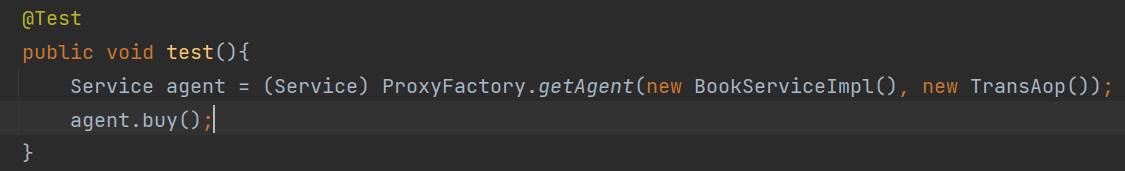 @Test
public void test(){
Service agent = (Service) ProxyFactory.getAgent(new BookServiceImpl(), new TransAop());
agent.buy();
}